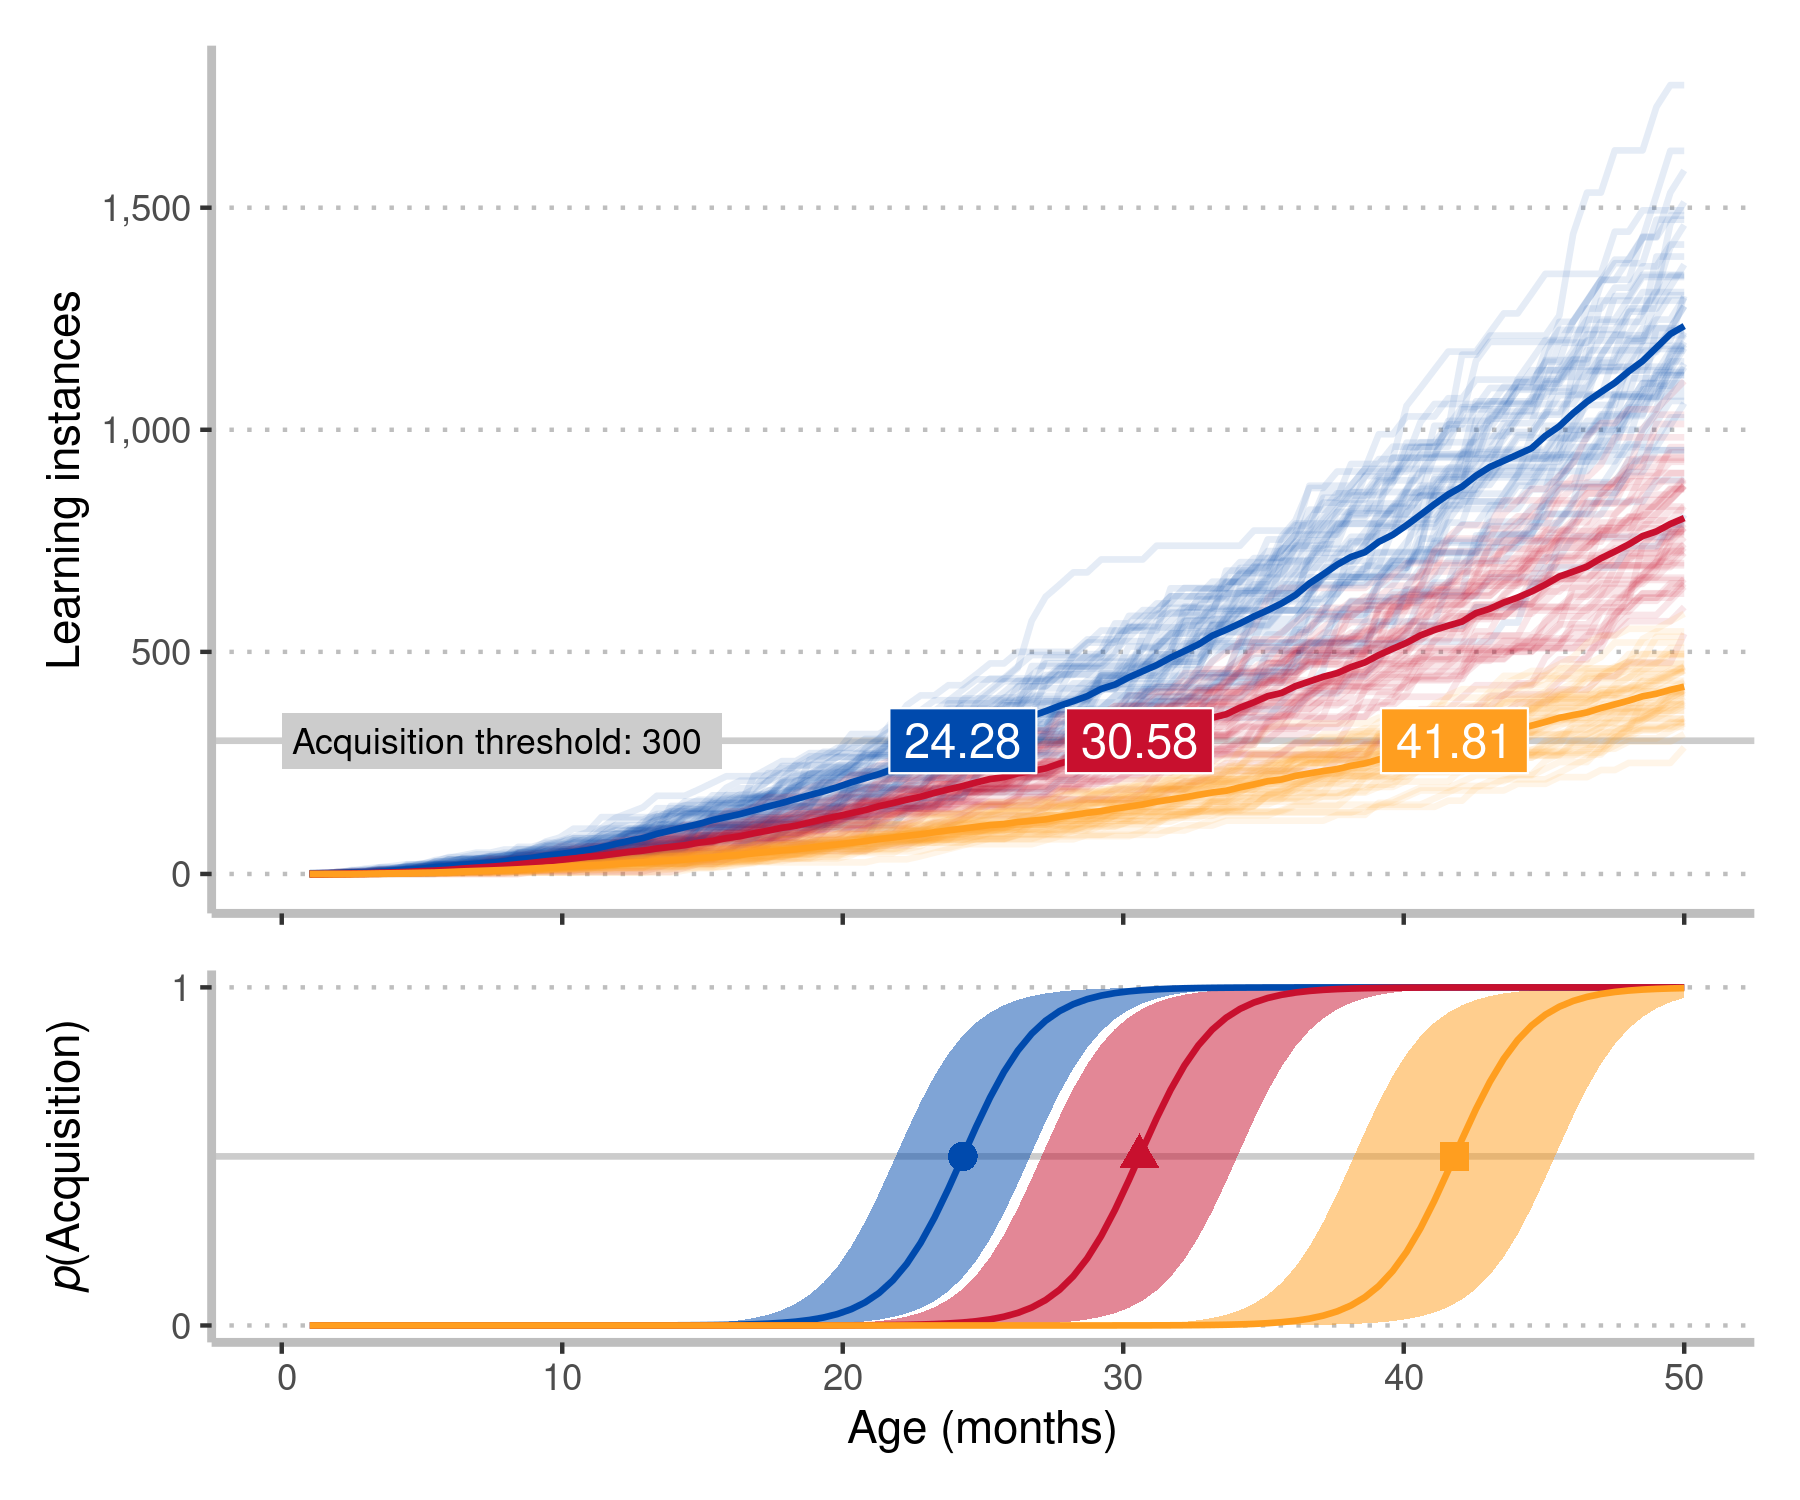 Learning instances
1,500
1,000
500
0
Acquisition threshold: 300
24.28
30.58
41.81
p(Acquisition)
1
0
0 10 20 30 40 50
Age (months)